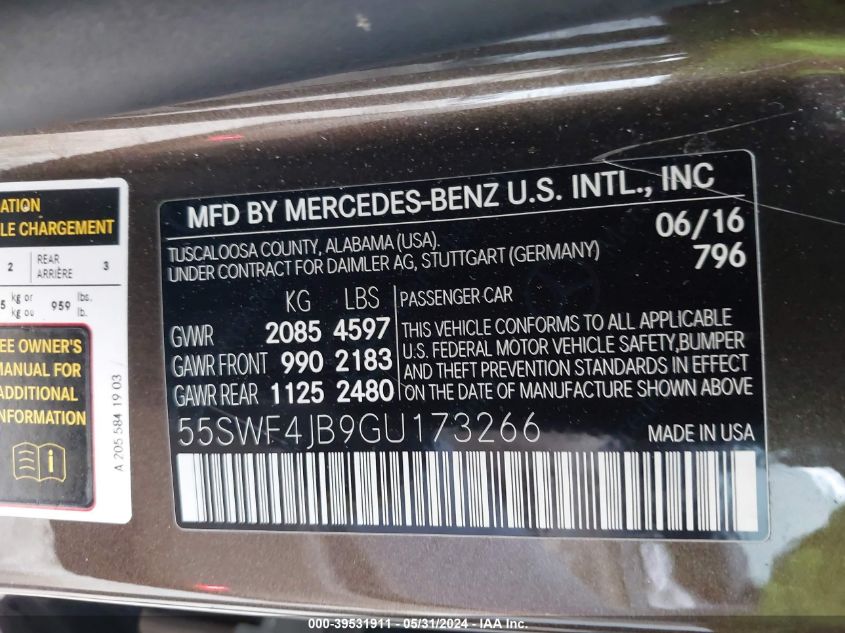 ATION
LE CHARGEMENT
2 REAR ARRIÈRE 3
5 kg or kg ou 959 lbs. lb.
EE OWNER'S
MANUAL FOR
ADDITIONAL
INFORMATION
A 205 584 19 03
MFD BY MERCEDES-BENZ U.S. INTL., INC
TUSCALOOSA COUNTY, ALABAMA (USA). 06/16
UNDER CONTRACT FOR DAIMLER AG, STUTTGART (GERMANY) 796
KG LBS PASSENGER CAR
GVWR 2085 4597
GAWR FRONT 990 2183
GAWR REAR 1125 2480
THIS VEHICLE CONFORMS TO ALL APPLICABLE
U.S. FEDERAL MOTOR VEHICLE SAFETY,BUMPER
AND THEFT PREVENTION STANDARDS IN EFFECT
ON THE DATE OF MANUFACTURE SHOWN ABOVE
55SWF4JB9GU173266 MADE IN USA
000-39531911 - 05/31/2024 - IAA Inc.